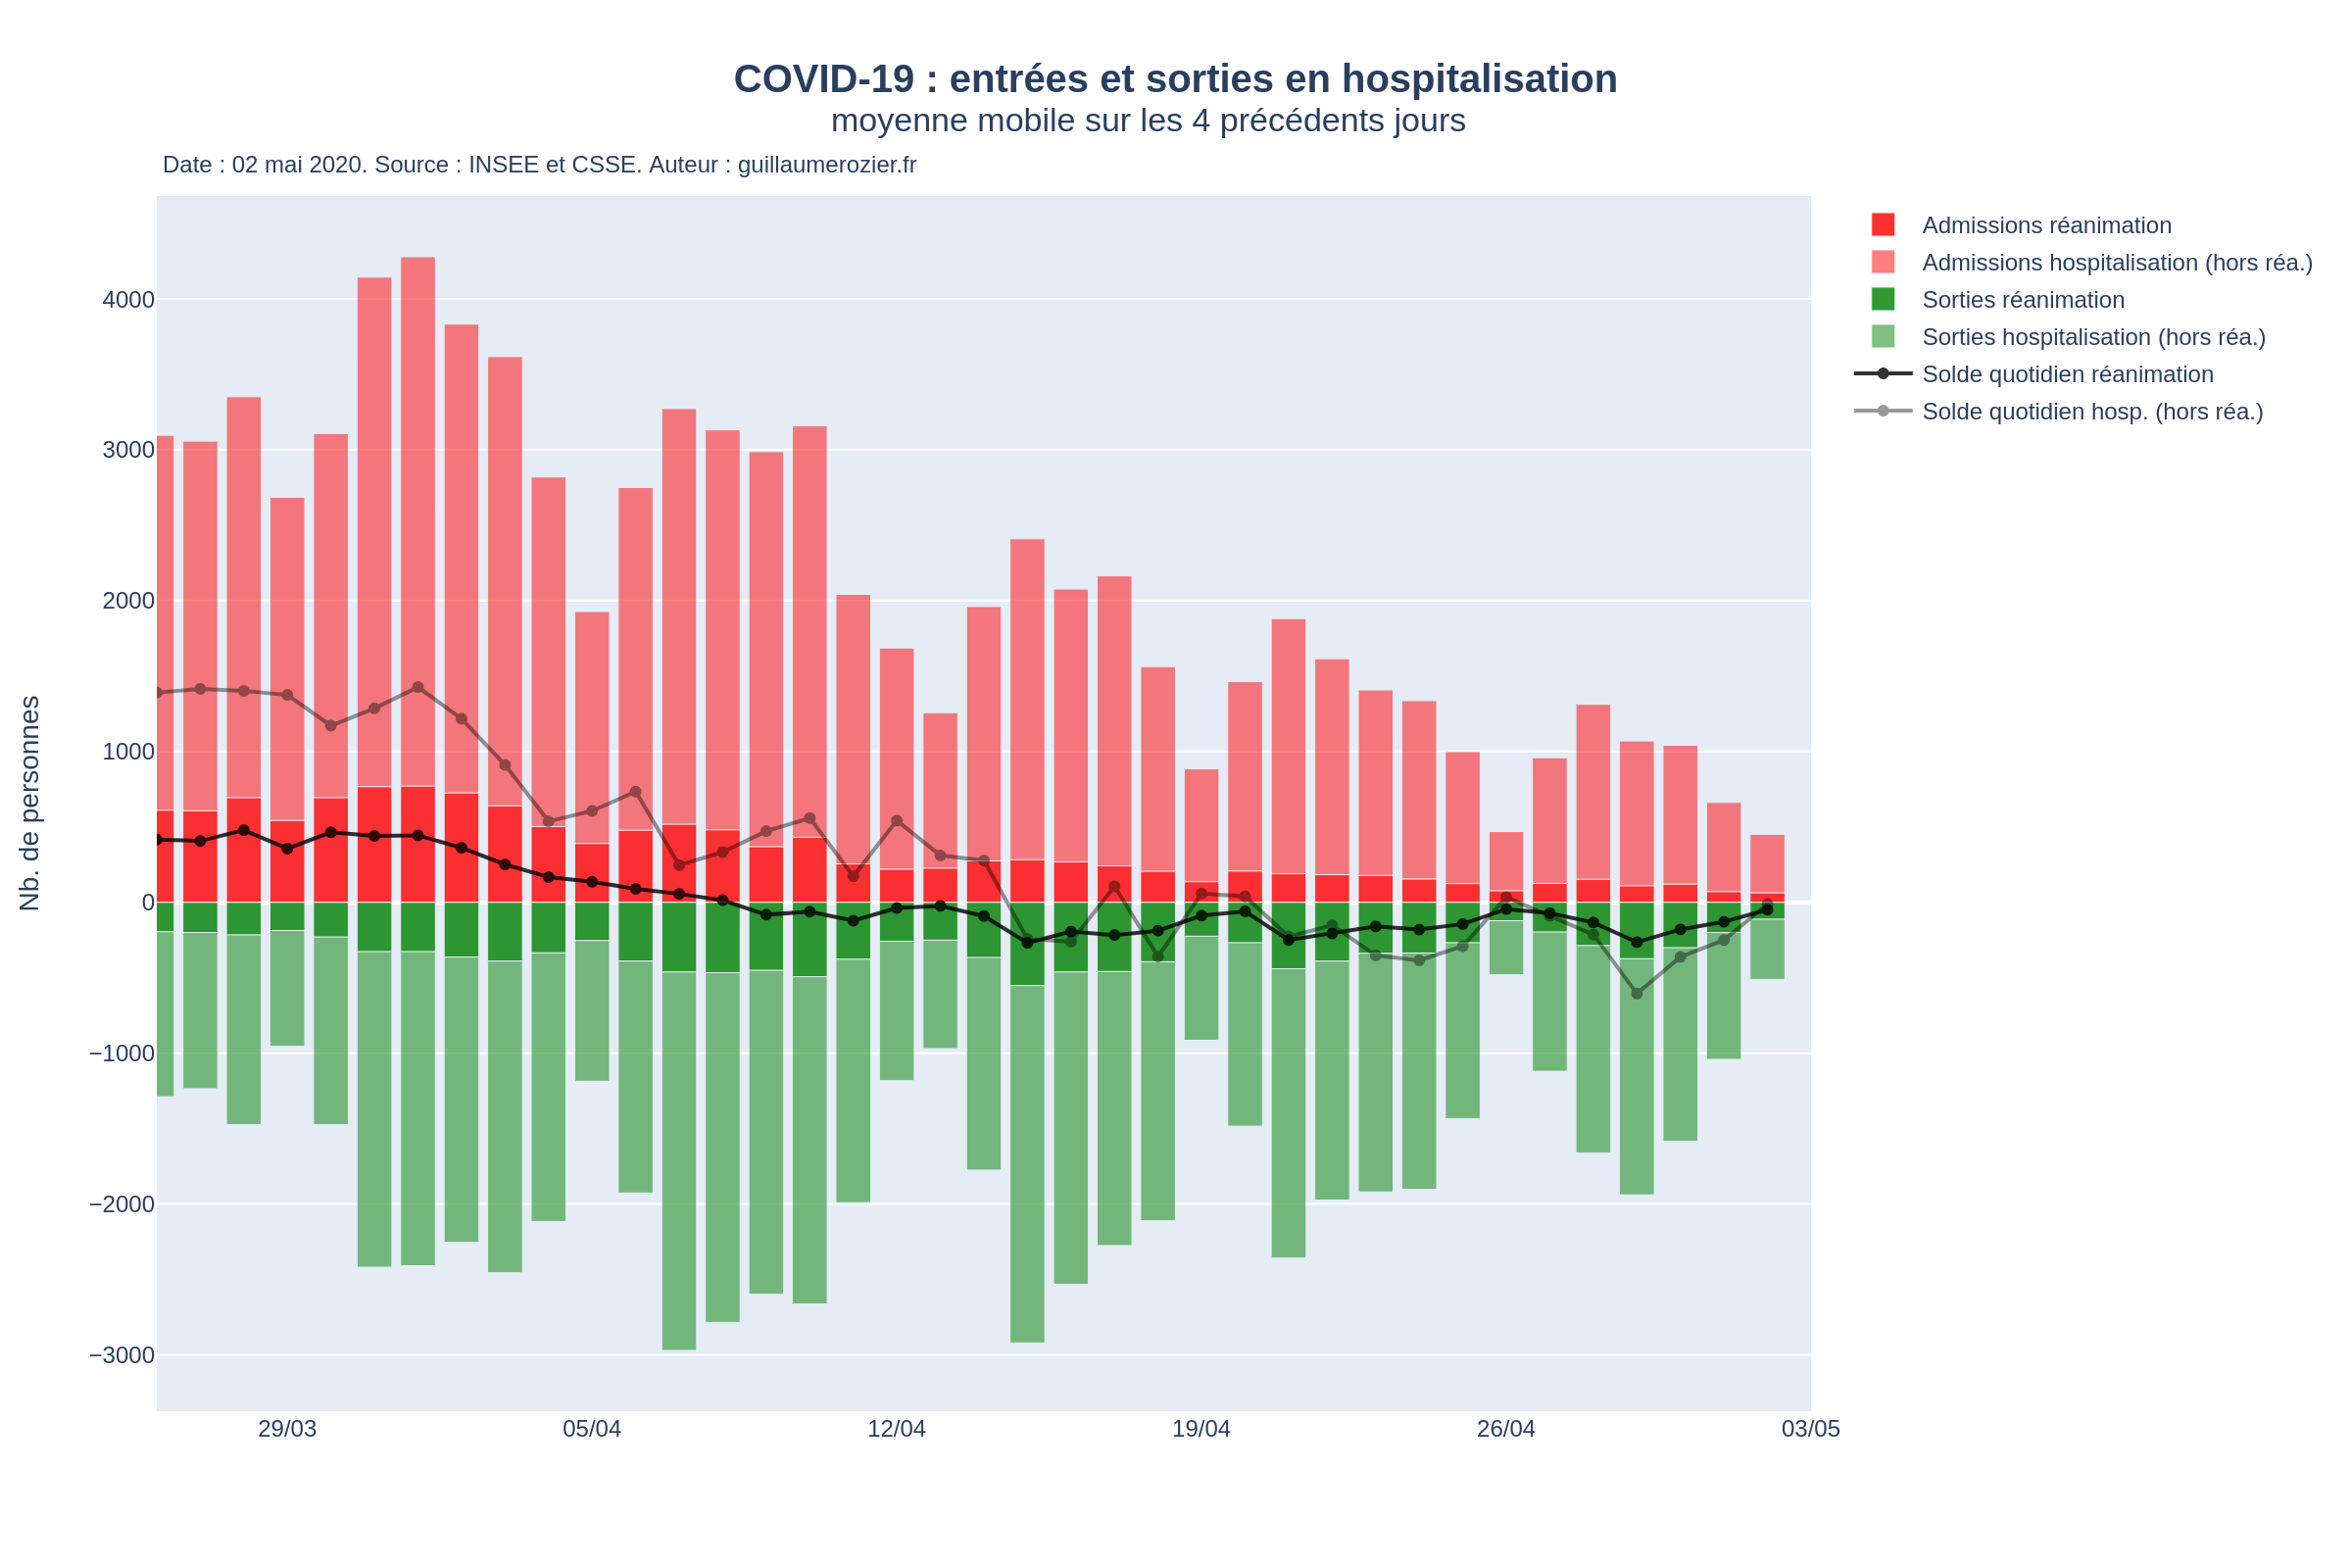 COVID-19 : entrées et sorties en hospitalisation
moyenne mobile sur les 4 précédents jours
Date : 02 mai 2020. Source : INSEE et CSSE. Auteur : guillaumerozier.fr
Admissions réanimation
Admissions hospitalisation (hors réa.)
Sorties réanimation
Sorties hospitalisation (hors réa.)
Solde quotidien réanimation
Solde quotidien hosp. (hors réa.)
Nb. de personnes
4000
3000
2000
1000
0
−1000
−2000
−3000
29/03
05/04
12/04
19/04
26/04
03/05